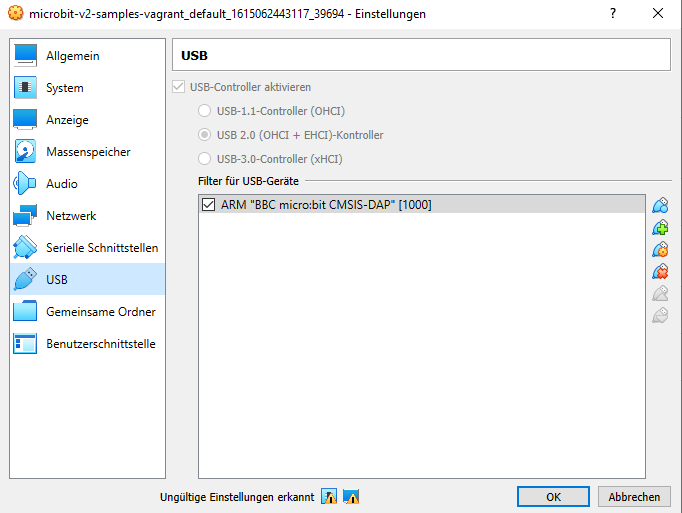 microbit-v2-samples-vagrant_default_1615062443117_39694 - Einstellungen
?
Allgemein
System
Anzeige
Massenspeicher
Audio
Netzwerk
Serielle Schnittstellen
USB
Gemeinsame Ordner
Benutzerschnittstelle
USB
USB-Controller aktivieren
USB-1.1-Controller (OHCI)
USB 2.0 (OHCI + EHCI)-Kontroller
USB-3.0-Controller (xHCI)
Filter für USB-Geräte
ARM "BBC micro:bit CMSIS-DAP" [1000]
Ungültige Einstellungen erkannt
OK
Abbrechen